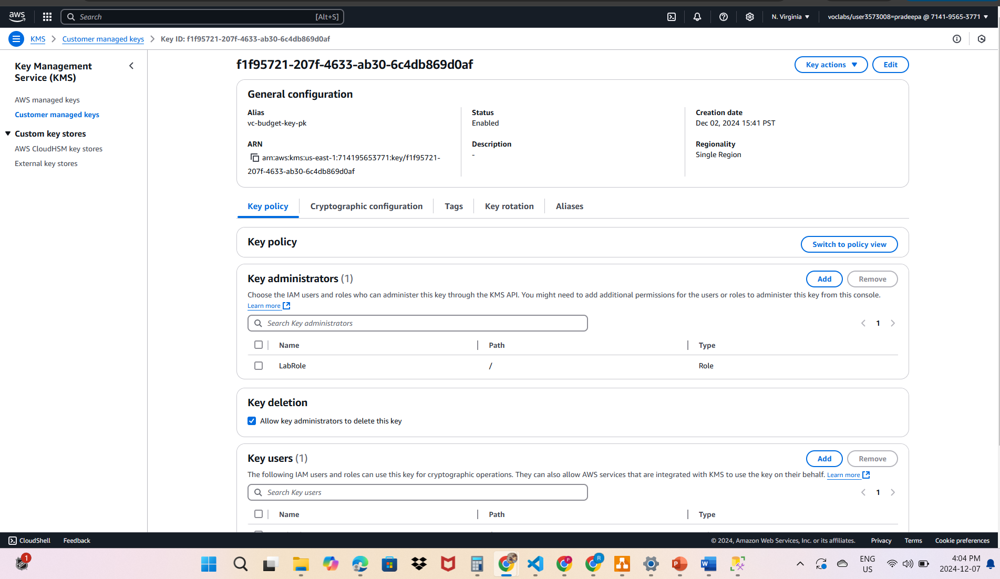 aws
Search
[Alt+S]
N. Virginia ▼
voclabs/user3573008=pradeepa @ 7141-9565-3771 ▼
KMS > Customer managed keys > Key ID: f1f95721-207f-4633-ab30-6c4db869d0af
Key Management
Service (KMS)
AWS managed keys
Customer managed keys
Custom key stores
AWS CloudHSM key stores
External key stores
f1f95721-207f-4633-ab30-6c4db869d0af
Key actions ▼
Edit
General configuration
Alias
vc-budget-key-pk
ARN
arn:aws:kms:us-east-1:714195653771:key/f1f95721-
207f-4633-ab30-6c4db869d0af
Status
Enabled
Description
-
Creation date
Dec 02, 2024 15:41 PST
Regionality
Single Region
Key policy
Cryptographic configuration
Tags
Key rotation
Aliases
Key policy
Switch to policy view
Key administrators (1)
Add
Remove
Choose the IAM users and roles who can administer this key through the KMS API. You might need to add additional permissions for the users or roles to administer this key from this console.
Learn more
Search Key administrators
1
Name
Path
Type
LabRole
/
Role
Key deletion
Allow key administrators to delete this key
Key users (1)
Add
Remove
The following IAM users and roles can use this key for cryptographic operations. They can also allow AWS services that are integrated with KMS to use the key on their behalf. Learn more
Search Key users
1
Name
Path
Type
CloudShell
Feedback
© 2024, Amazon Web Services, Inc. or its affiliates.
Privacy
Terms
Cookie preferences
1
P
R
P
W
ENG
US
4:04 PM
2024-12-07